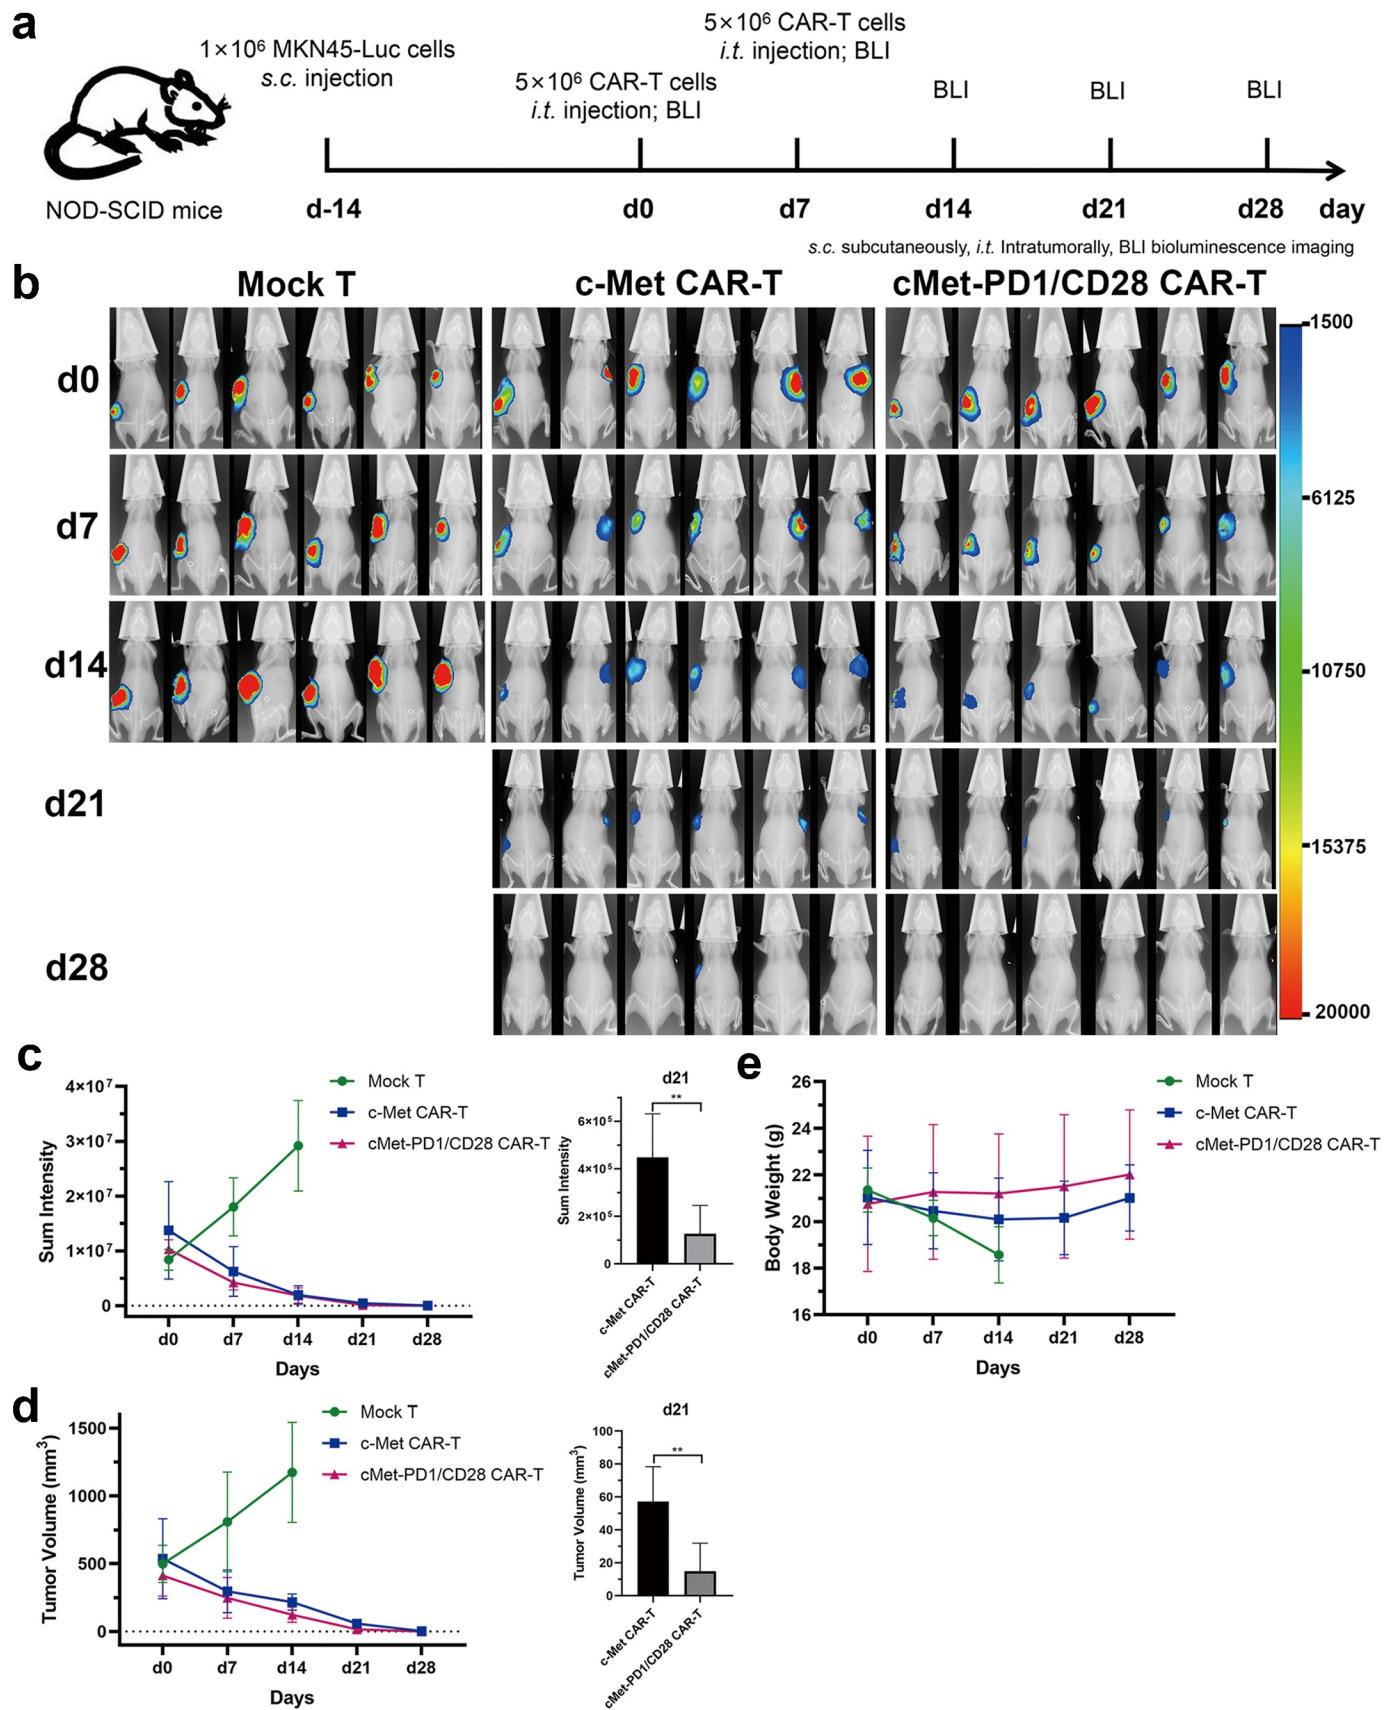 a
1×10⁶ MKN45-Luc cells
s.c. injection
5×10⁶ CAR-T cells
i.t. injection; BLI
5×10⁶ CAR-T cells
i.t. injection; BLI
BLI
BLI
BLI
NOD-SCID mice
d-14
d0
d7
d14
d21
d28
day
s.c. subcutaneously, i.t. Intratumorally, BLI bioluminescence imaging
b
Mock T
c-Met CAR-T
cMet-PD1/CD28 CAR-T
d0
d7
d14
d21
d28
1500
6125
10750
15375
20000
c
Mock T
c-Met CAR-T
cMet-PD1/CD28 CAR-T
4×10⁷
3×10⁷
2×10⁷
1×10⁷
0
Sum Intensity
d0 d7 d14 d21 d28
Days
d21
**
6×10⁵
4×10⁵
2×10⁵
0
Sum Intensity
c-Met CAR-T
cMet-PD1/CD28 CAR-T
e
Mock T
c-Met CAR-T
cMet-PD1/CD28 CAR-T
26
24
22
20
18
16
Body Weight (g)
d0 d7 d14 d21 d28
Days
d
Mock T
c-Met CAR-T
cMet-PD1/CD28 CAR-T
1500
1000
500
0
Tumor Volume (mm³)
d0 d7 d14 d21 d28
Days
d21
**
100
80
60
40
20
0
Tumor Volume (mm³)
c-Met CAR-T
cMet-PD1/CD28 CAR-T